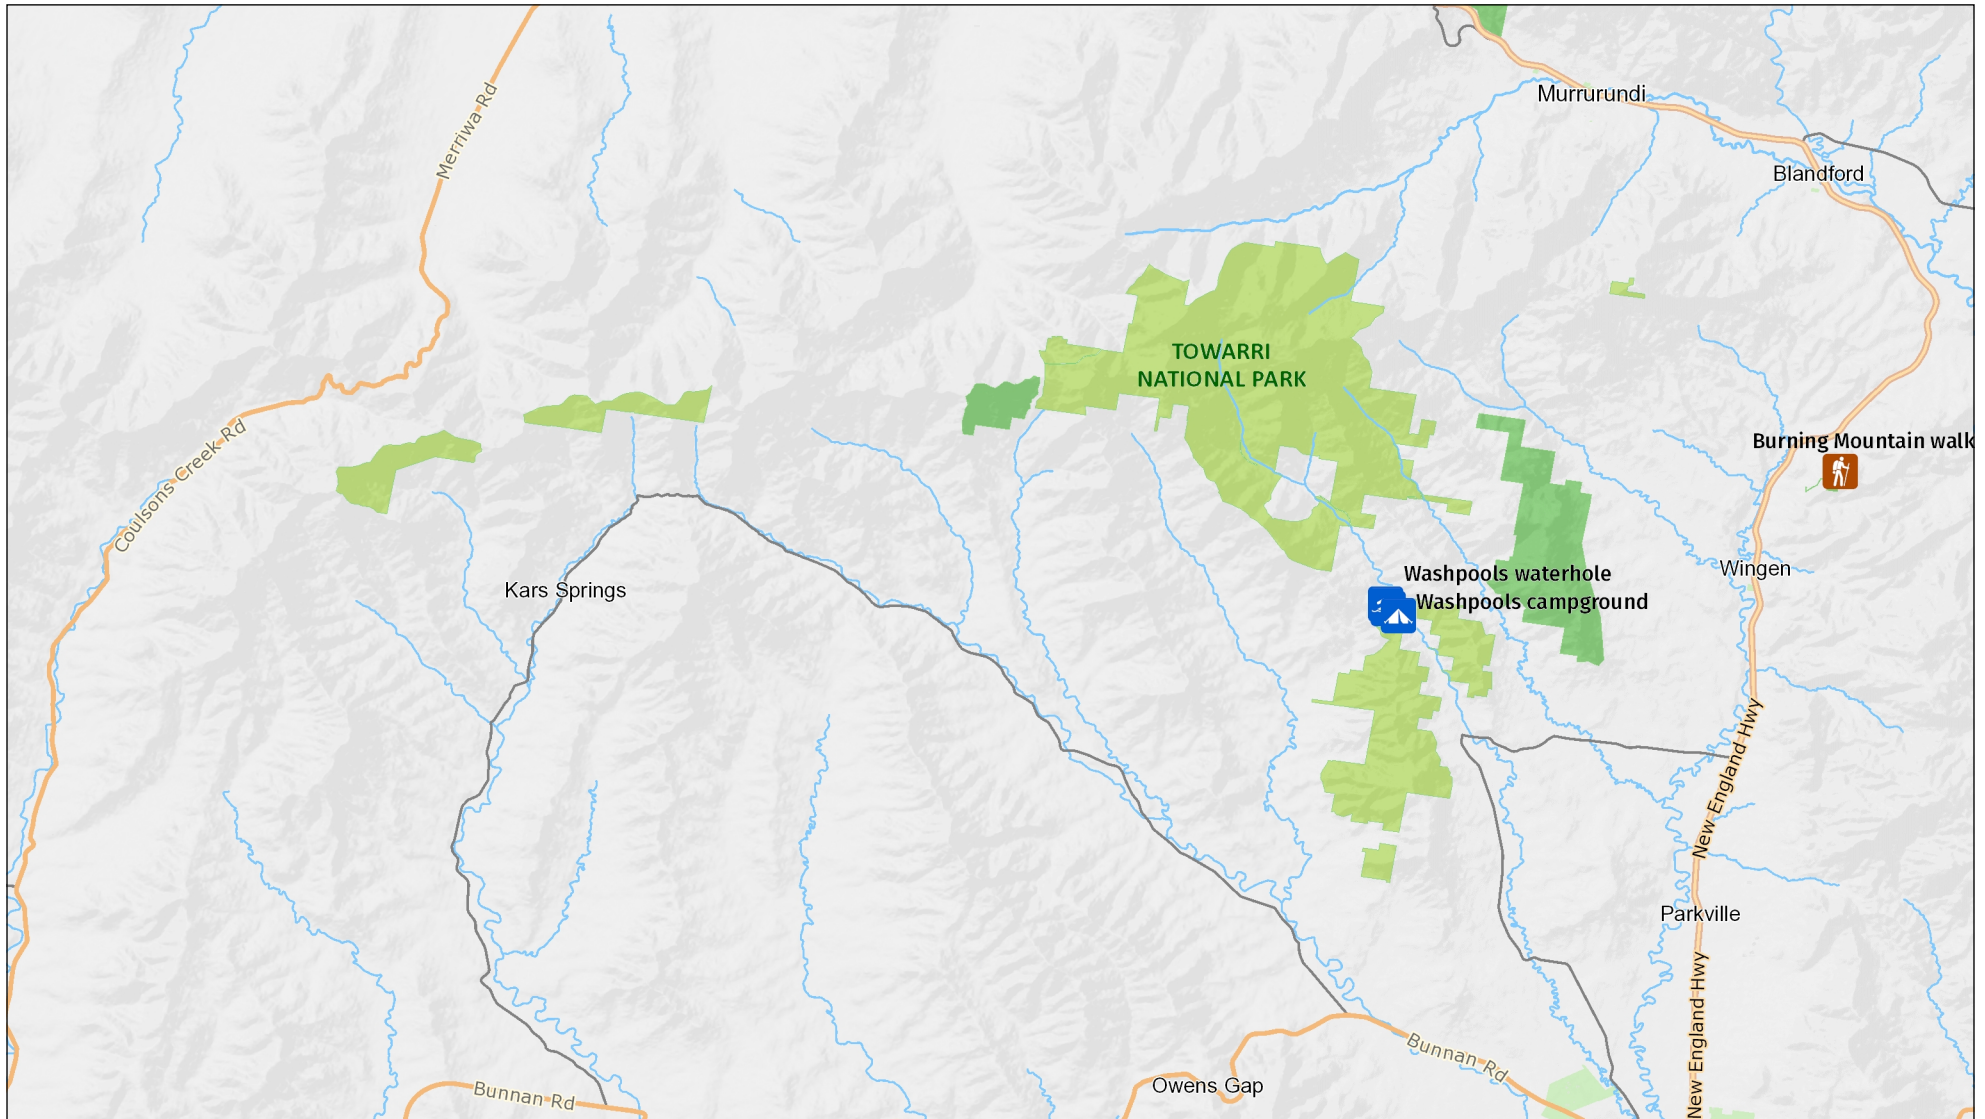 Merriwa Rd
Murrurundi
Blandford
TOWARRI
NATIONAL PARK
Coulsons Creek Rd
Burning Mountain walk
Kars Springs
Washpools waterhole
Washpools campground
Wingen
New England Hwy
Parkville
New England Hwy
Bunnan Rd
Owens Gap
Bunnan Rd